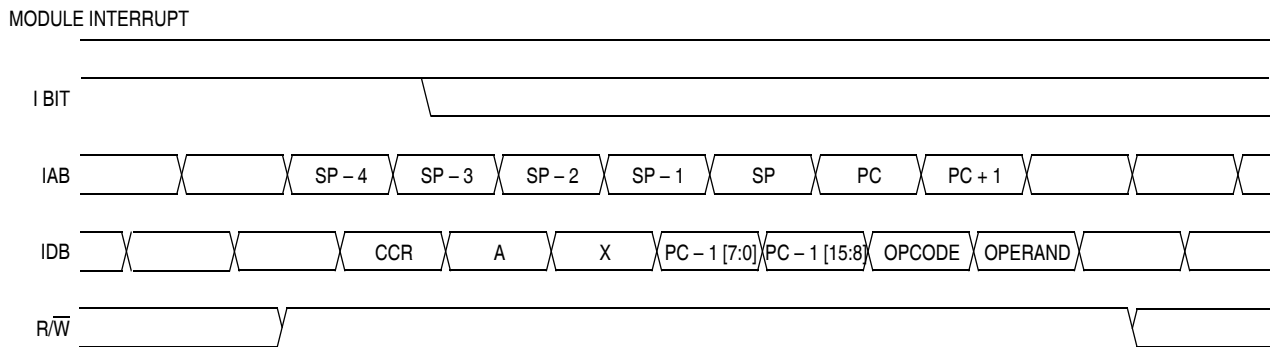 MODULE INTERRUPT
I BIT
IAB SP – 4 SP – 3 SP – 2 SP – 1 SP PC PC + 1
IDB CCR A X PC – 1 [7:0] PC – 1 [15:8] OPCODE OPERAND
R/W̅